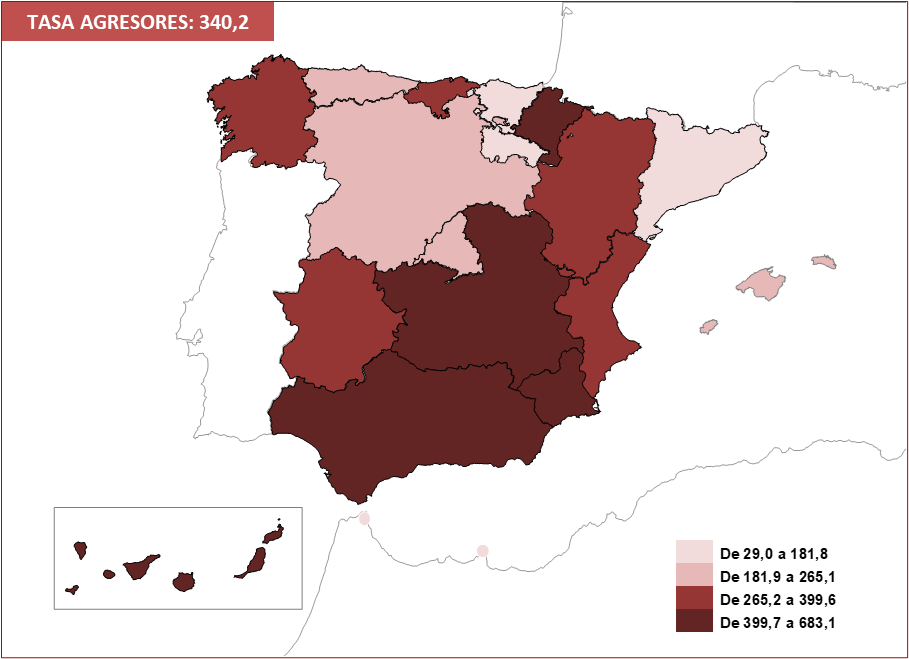 TASA AGRESORES: 340,2
De 29,0 a 181,8
De 181,9 a 265,1
De 265,2 a 399,6
De 399,7 a 683,1